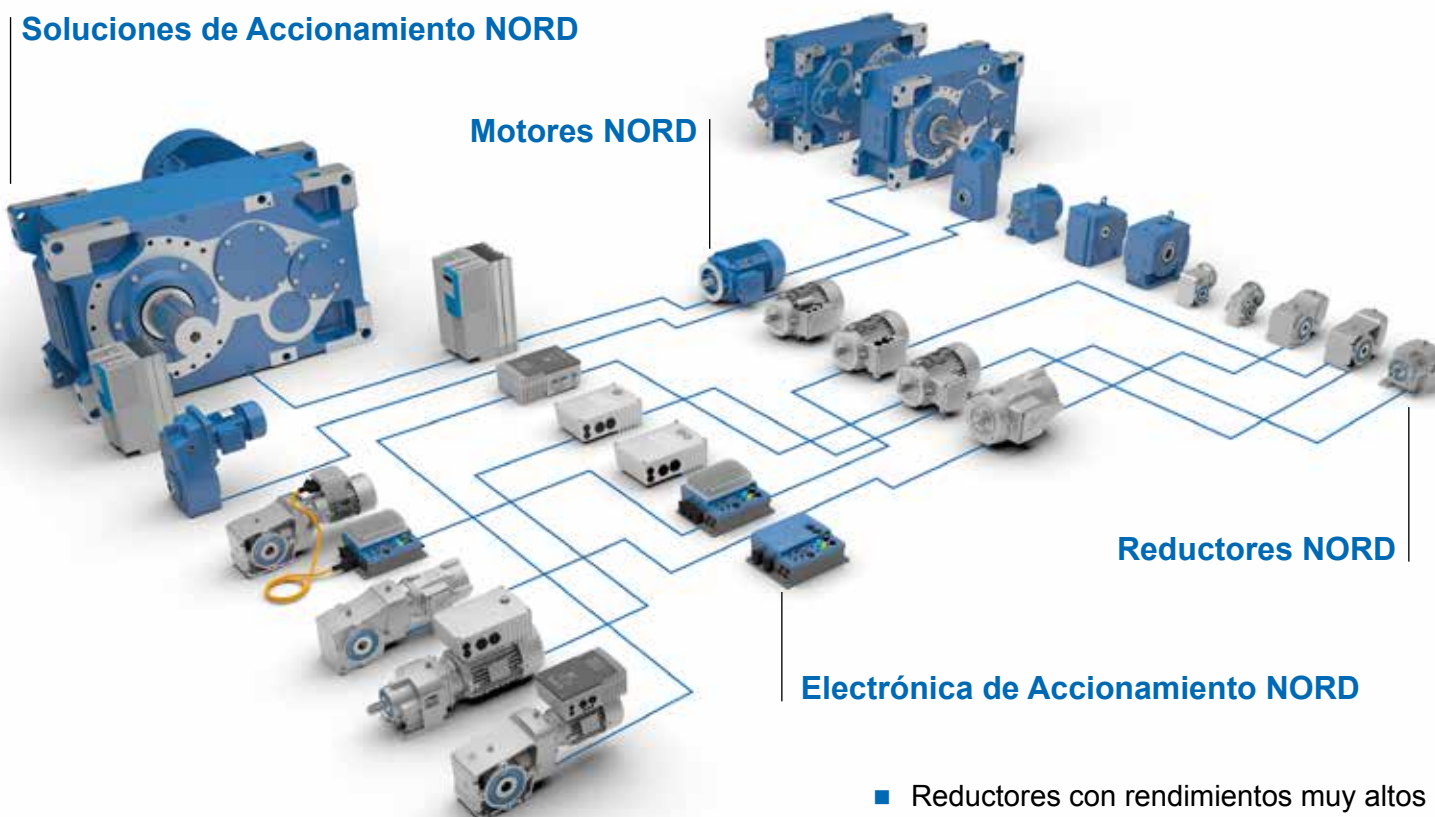 Soluciones de Accionamiento NORD
Motores NORD
Reductores NORD
Electrónica de Accionamiento NORD
■ Reductores con rendimientos muy altos